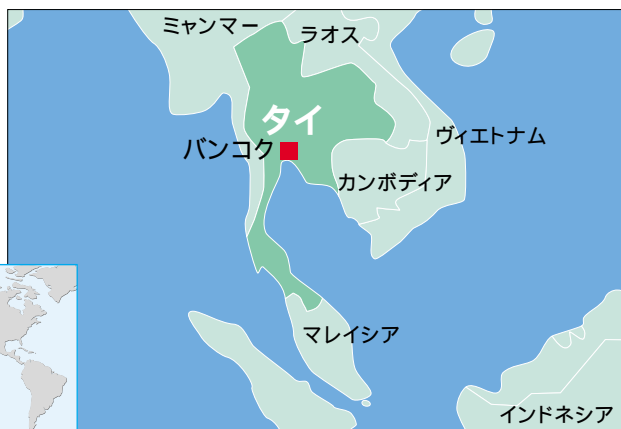 ミャンマー
ラオス
タイ
バンコク
ヴィエトナム
カンボディア
マレイシア
インドネシア